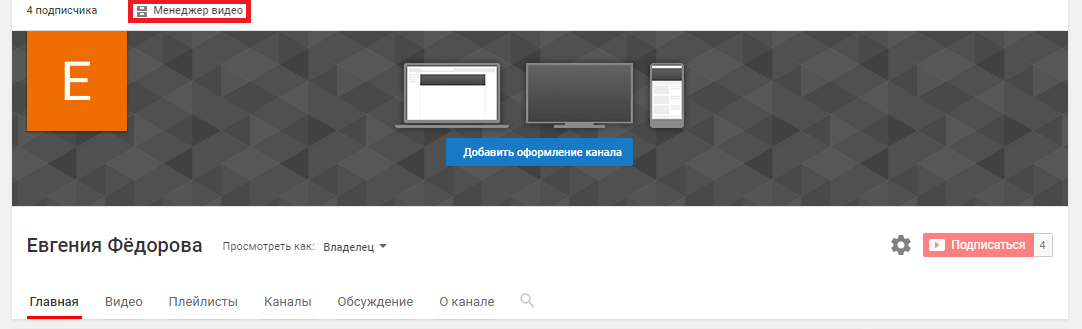 4 подписчика Менеджер видео
E
Добавить оформление канала
Евгения Фёдорова Просмотреть как: Владелец Подписаться 4
Главная Видео Плейлисты Каналы Обсуждение О канале